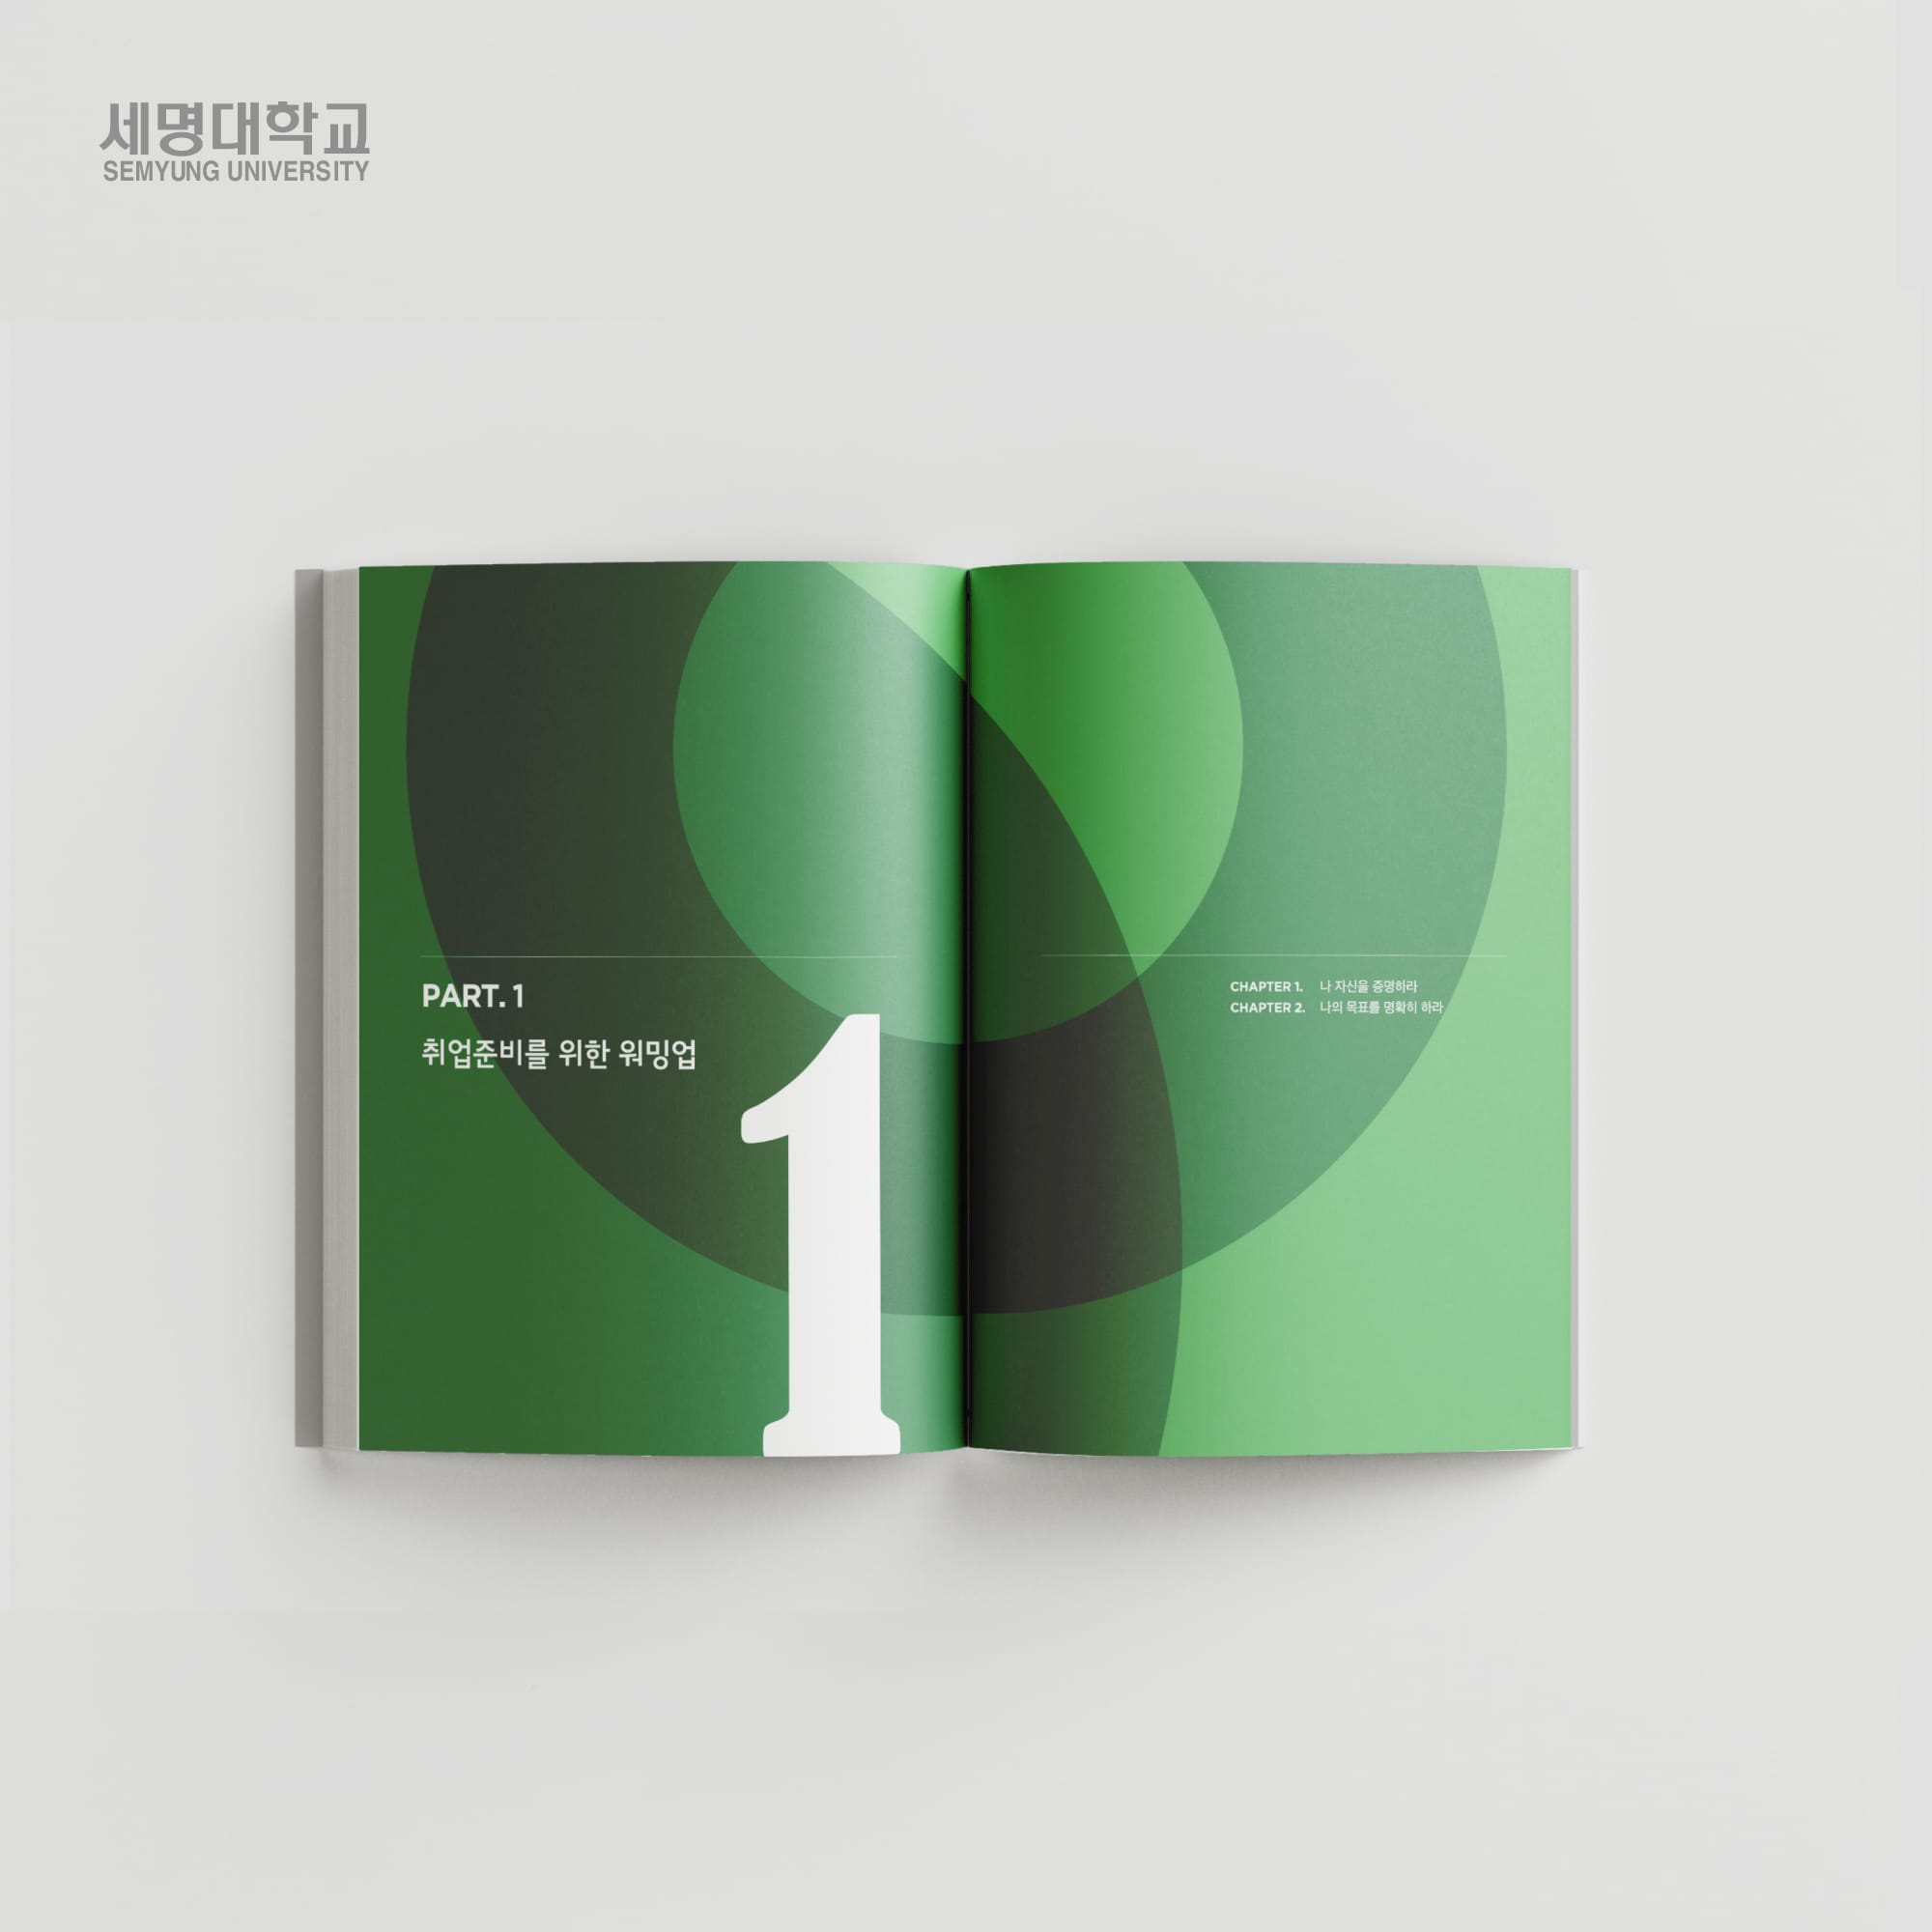 세명대학교
SEMYUNG UNIVERSITY
PART. 1
취업준비를 위한 워밍업
1
CHAPTER 1. 나 자신을 증명하라
CHAPTER 2. 나의 목표를 명확히 하라